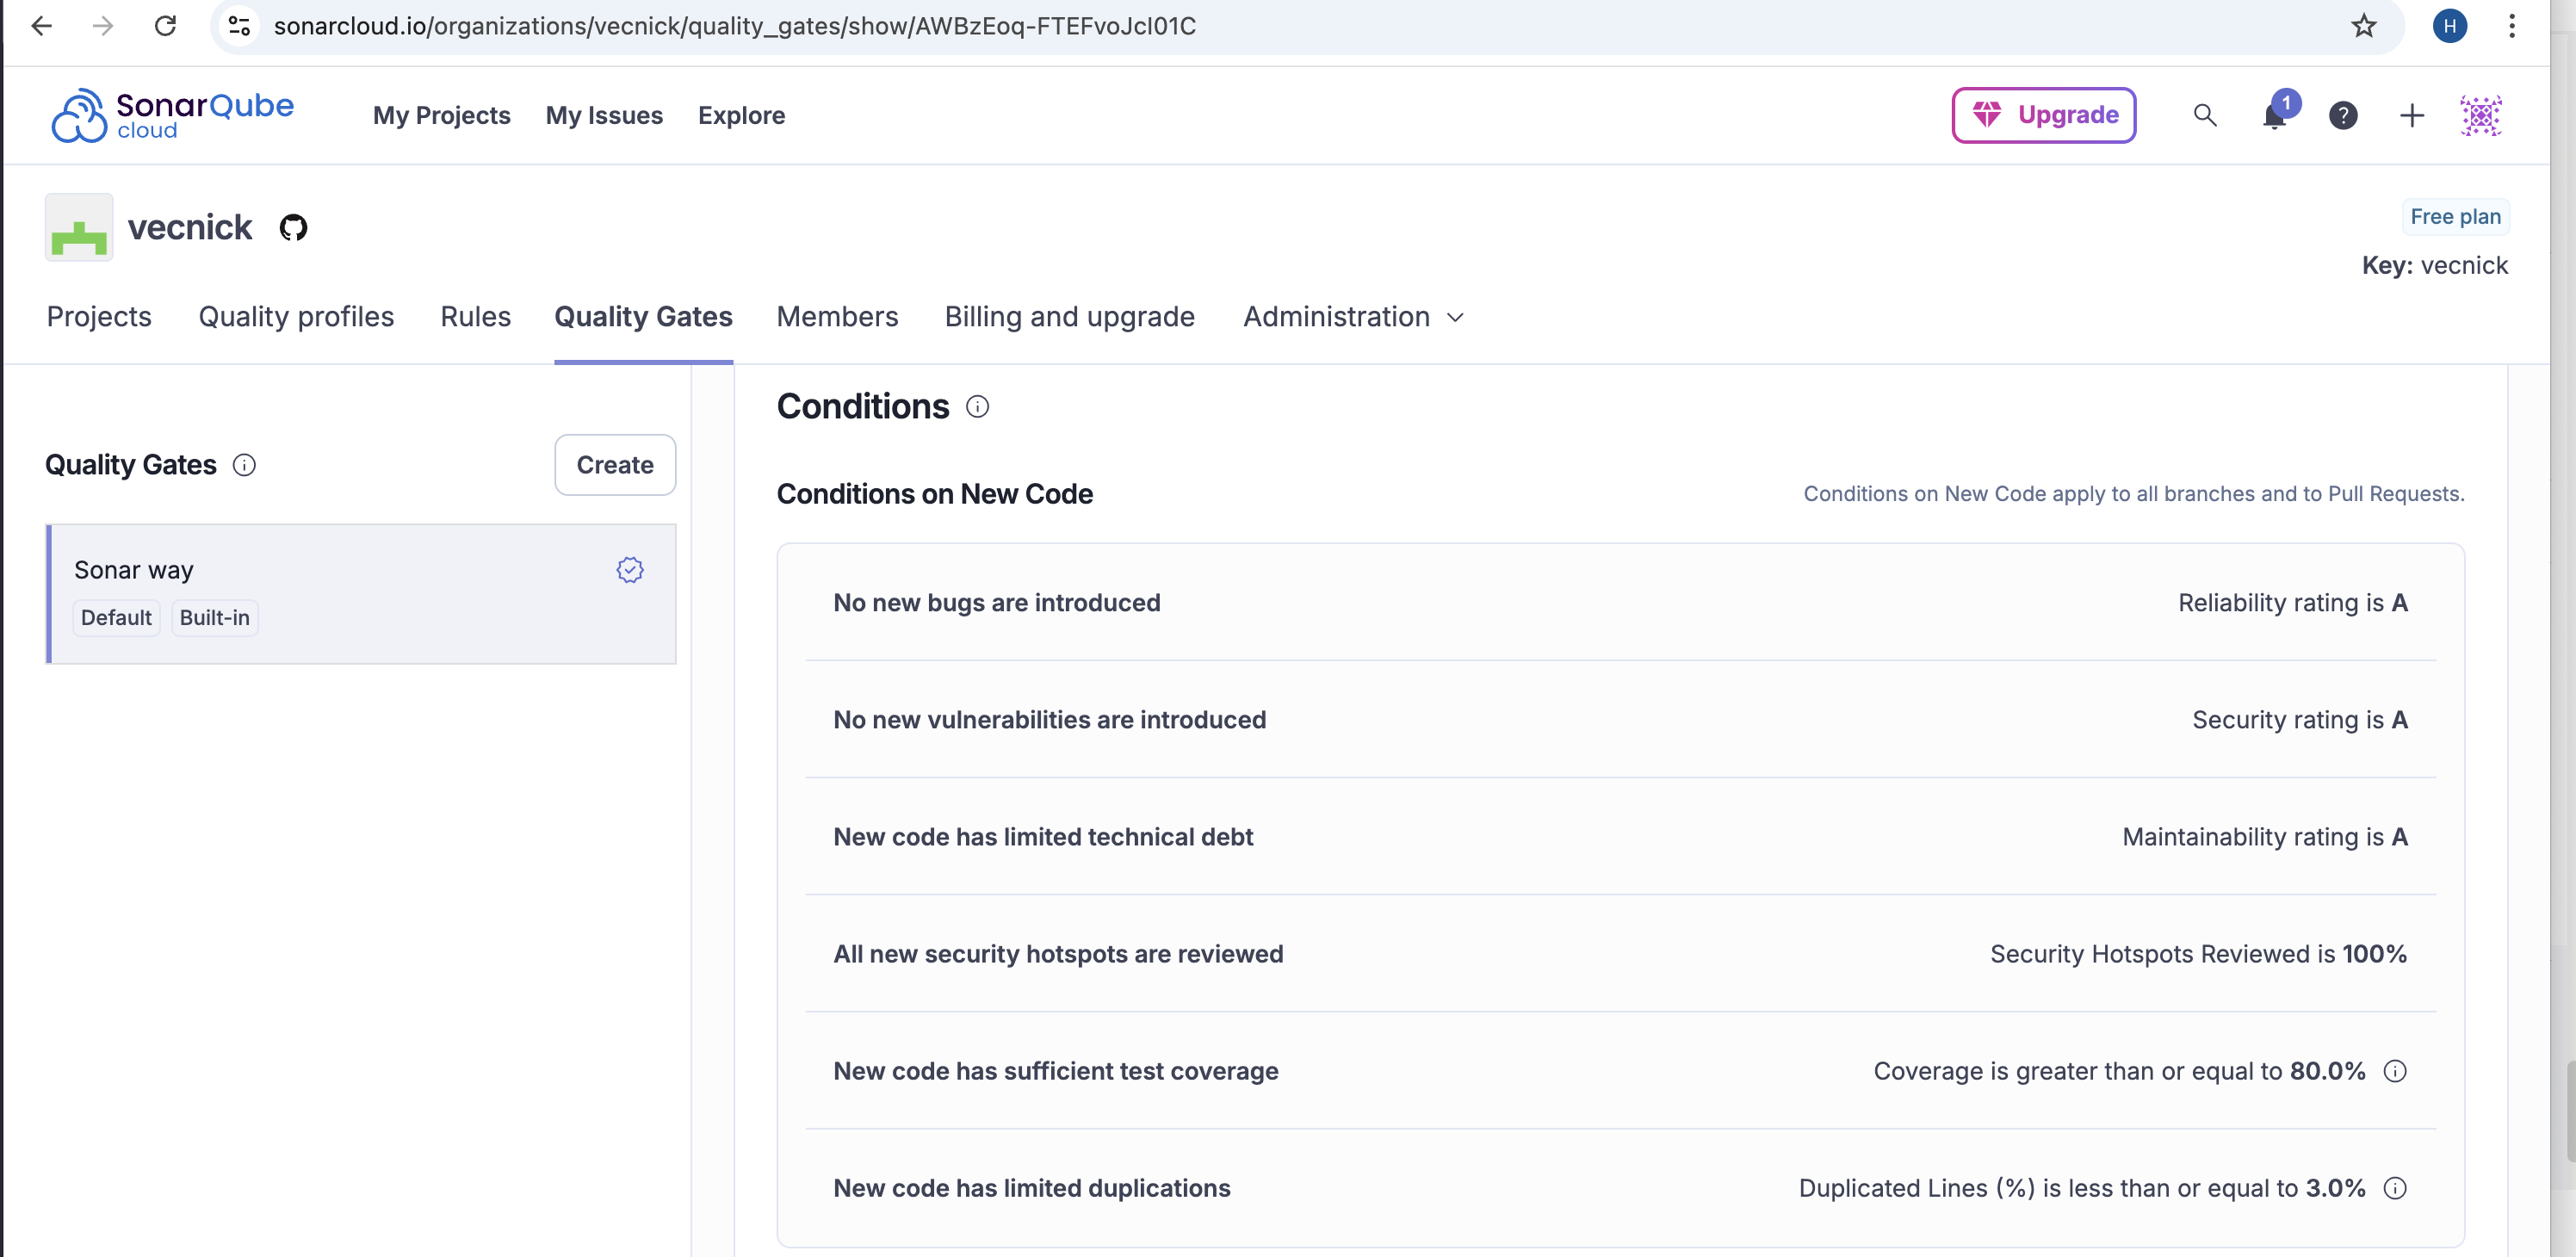 sonarcloud.io/organizations/vecnick/quality_gates/show/AWBzEoq-FTEFvoJcI01C
H
SonarQube
cloud
My Projects
My Issues
Explore
Upgrade
1
?
vecnick
Free plan
Key: vecnick
Projects
Quality profiles
Rules
Quality Gates
Members
Billing and upgrade
Administration
Quality Gates
Create
Sonar way
Default
Built-in
Conditions
Conditions on New Code
Conditions on New Code apply to all branches and to Pull Requests.
No new bugs are introduced
Reliability rating is A
No new vulnerabilities are introduced
Security rating is A
New code has limited technical debt
Maintainability rating is A
All new security hotspots are reviewed
Security Hotspots Reviewed is 100%
New code has sufficient test coverage
Coverage is greater than or equal to 80.0%
New code has limited duplications
Duplicated Lines (%) is less than or equal to 3.0%